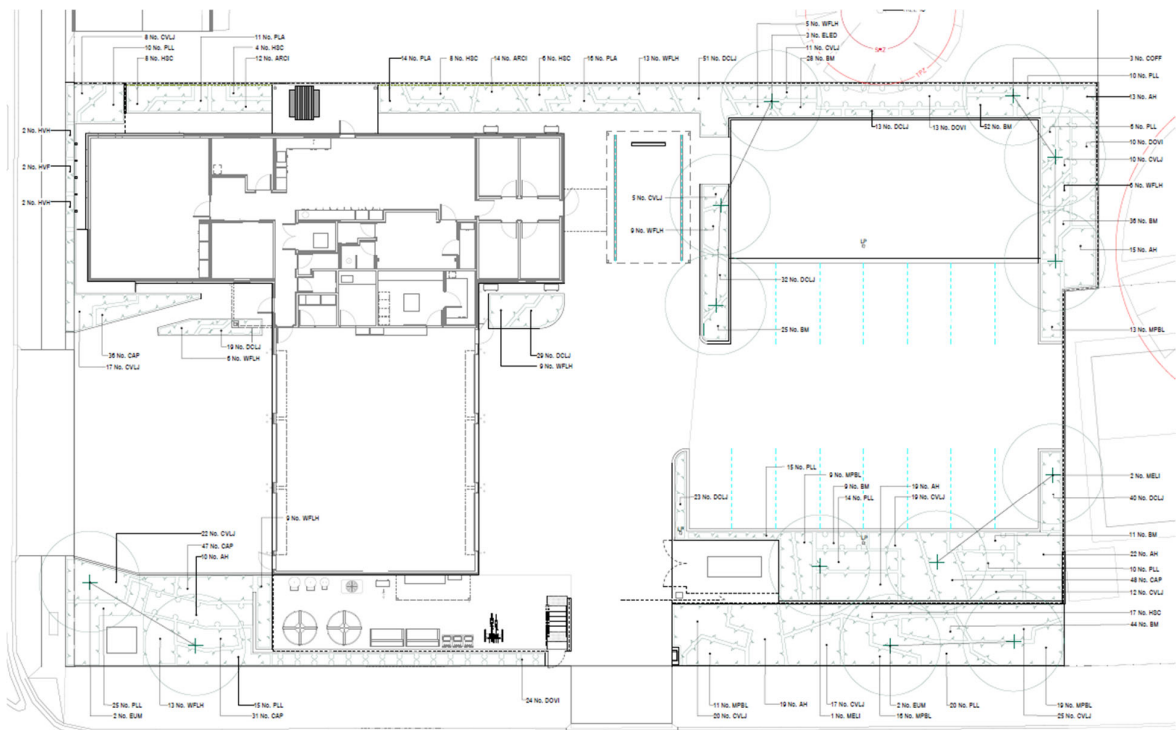 8 No. CVLJ
10 No. PLL
8 No. HSC
11 No. PLA
4 No. HSC
12 No. ARCI
14 No. PLA
8 No. HSC
14 No. ARCI
6 No. HSC
16 No. PLA
13 No. WFLH
51 No. DCLJ
5 No. WFLH
3 No. ELED
11 No. CVLJ
28 No. BM
3 No. COFF
10 No. PLL
13 No. AH
13 No. DCLJ
13 No. DOVI
52 No. BM
6 No. PLL
10 No. DOVI
10 No. CVLJ
6 No. WFLH
36 No. BM
15 No. AH
13 No. MPBL
2 No. HVH
2 No. HVF
2 No. HVH
5 No. CVLJ
9 No. WFLH
32 No. DCLJ
25 No. BM
19 No. DCLJ
6 No. WFLH
36 No. CAP
17 No. CVLJ
29 No. DCLJ
9 No. WFLH
15 No. PLL
9 No. MPBL
9 No. BM
14 No. PLL
19 No. AH
19 No. CVLJ
2 No. MELI
40 No. DCLJ
23 No. DCLJ
11 No. BM
22 No. AH
10 No. PLL
48 No. CAP
12 No. CVLJ
17 No. HSC
44 No. BM
9 No. WFLH
22 No. CVLJ
47 No. CAP
10 No. AH
25 No. PLL
2 No. EUM
13 No. WFLH
15 No. PLL
31 No. CAP
24 No. DOVI
11 No. MPBL
20 No. CVLJ
19 No. AH
17 No. CVLJ
1 No. MELI
2 No. EUM
16 No. MPBL
20 No. PLL
19 No. MPBL
25 No. CVLJ
LP
LP
LP
TP2